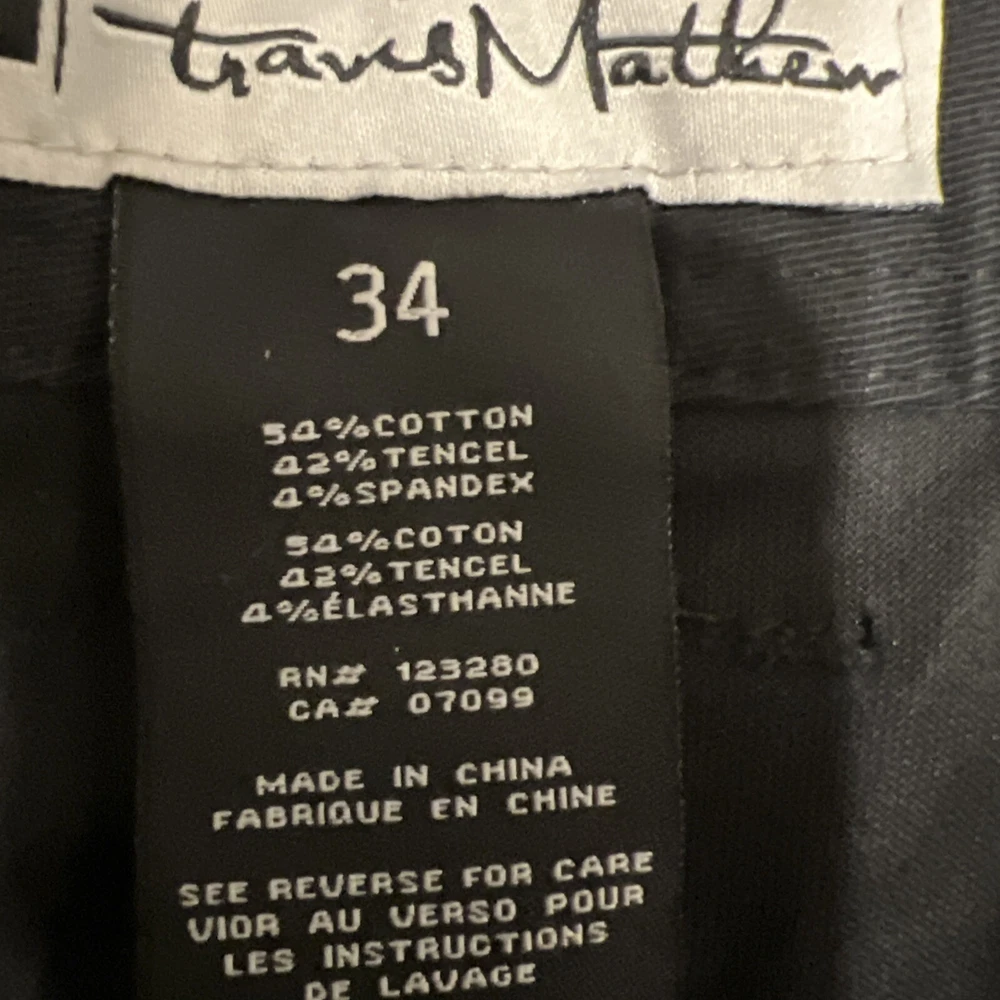 travisMathew
34
54%COTTON
42%TENCEL
4%SPANDEX
54%COTON
42%TENCEL
4%ÉLASTHANNE
RN# 123280
CA# 07099
MADE IN CHINA
FABRIQUE EN CHINE
SEE REVERSE FOR CARE
VIOR AU VERSO POUR
LES INSTRUCTIONS
DE LAVAGE